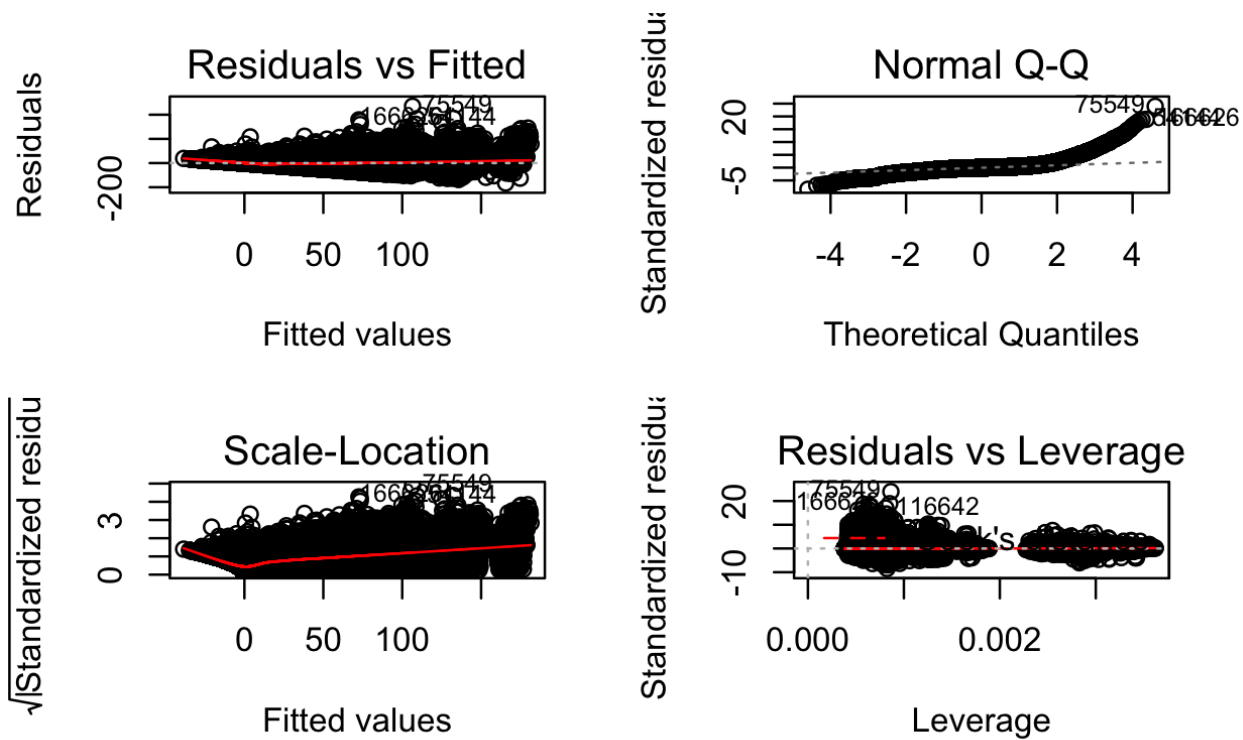 Residuals vs Fitted
Residuals
-200
75549
0 50 100
Fitted values
Normal Q-Q
Standardized residua
20
-5
75549
-4 -2 0 2 4
Theoretical Quantiles
Scale-Location
√|Standardized residu
3
0
75549
0 50 100
Fitted values
Residuals vs Leverage
Standardized residua
20
-10
75549
116642
0.000 0.002
Leverage